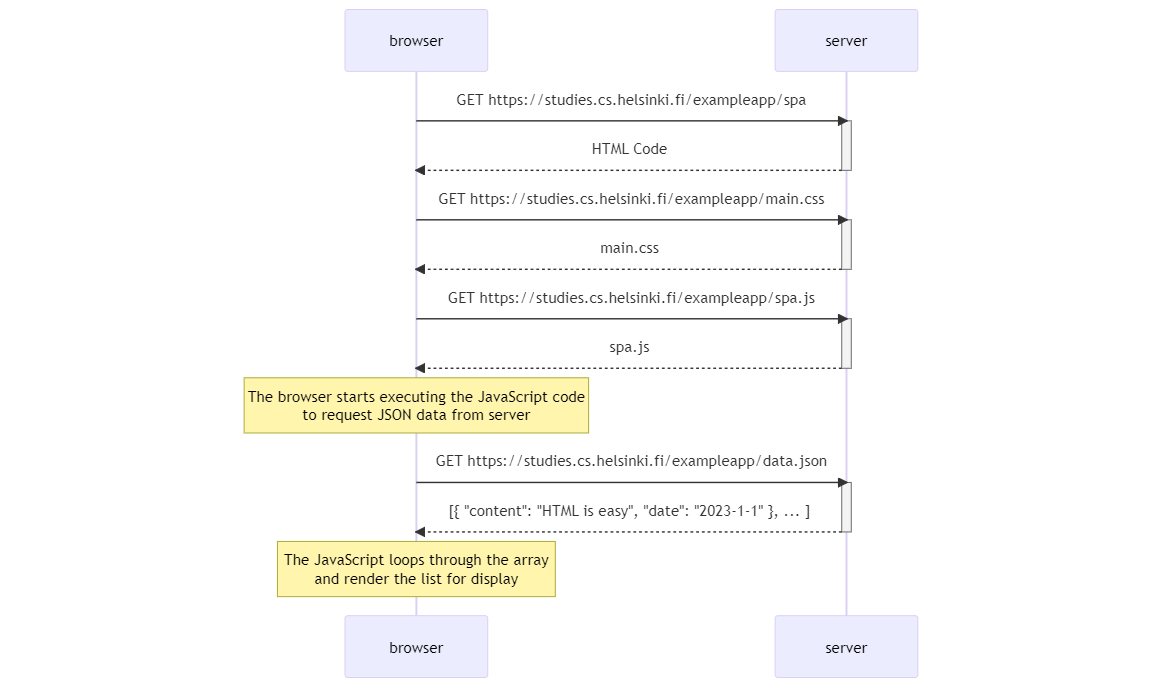 browser server
GET https://studies.cs.helsinki.fi/exampleapp/spa
HTML Code
GET https://studies.cs.helsinki.fi/exampleapp/main.css
main.css
GET https://studies.cs.helsinki.fi/exampleapp/spa.js
spa.js
The browser starts executing the JavaScript code
to request JSON data from server
GET https://studies.cs.helsinki.fi/exampleapp/data.json
[{ "content": "HTML is easy", "date": "2023-1-1" }, ... ]
The JavaScript loops through the array
and render the list for display
browser server